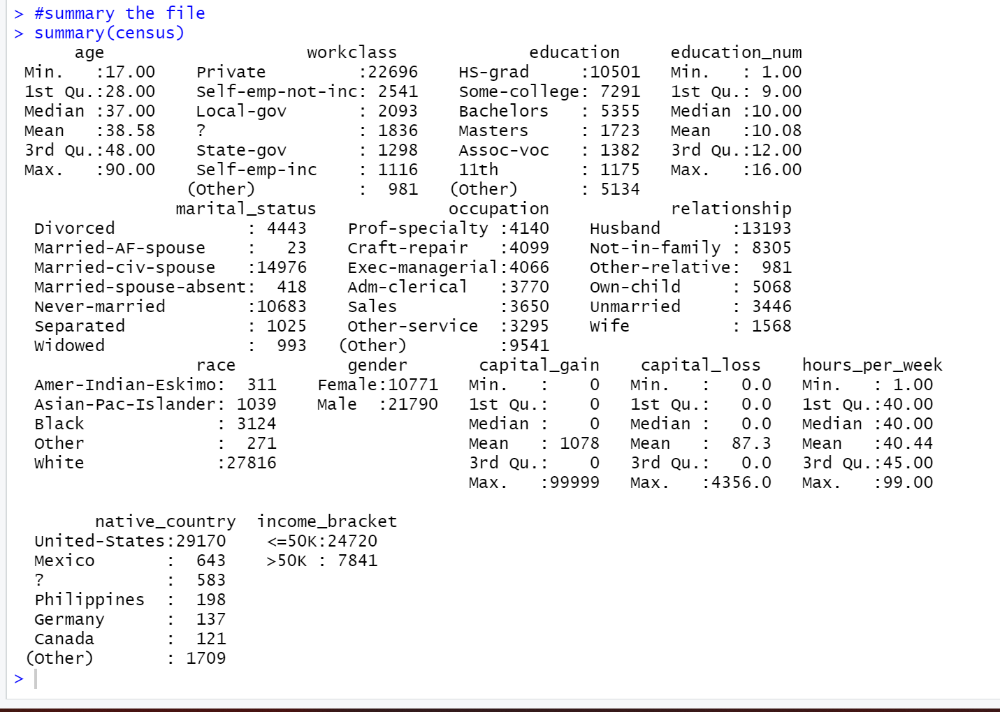 > #summary the file
> summary(census)
      age                    workclass             education     education_num
 Min.   :17.00    Private         :22696    HS-grad     :10501   Min.   : 1.00
 1st Qu.:28.00    Self-emp-not-inc: 2541    Some-college: 7291   1st Qu.: 9.00
 Median :37.00    Local-gov       : 2093    Bachelors   : 5355   Median :10.00
 Mean   :38.58    ?               : 1836    Masters     : 1723   Mean   :10.08
 3rd Qu.:48.00    State-gov       : 1298    Assoc-voc   : 1382   3rd Qu.:12.00
 Max.   :90.00    Self-emp-inc    : 1116    11th        : 1175   Max.   :16.00
                 (Other)          :  981   (Other)      : 5134
                marital_status             occupation            relationship
  Divorced             : 4443    Prof-specialty :4140    Husband       :13193
  Married-AF-spouse    :   23    Craft-repair   :4099    Not-in-family : 8305
  Married-civ-spouse   :14976    Exec-managerial:4066    Other-relative:  981
  Married-spouse-absent:  418    Adm-clerical   :3770    Own-child     : 5068
  Never-married        :10683    Sales          :3650    Unmarried     : 3446
  Separated            : 1025    Other-service  :3295    Wife          : 1568
  Widowed              :  993   (Other)         :9541
                  race           gender       capital_gain    capital_loss    hours_per_week
  Amer-Indian-Eskimo:  311    Female:10771   Min.   :    0   Min.   :   0.0   Min.   : 1.00
  Asian-Pac-Islander: 1039    Male  :21790   1st Qu.:    0   1st Qu.:   0.0   1st Qu.:40.00
  Black             : 3124                   Median :    0   Median :   0.0   Median :40.00
  Other             :  271                   Mean   : 1078   Mean   :  87.3   Mean   :40.44
  White             :27816                   3rd Qu.:    0   3rd Qu.:   0.0   3rd Qu.:45.00
                                             Max.   :99999   Max.   :4356.0   Max.   :99.00
        native_country  income_bracket
  United-States:29170    <=50K:24720
  Mexico       :  643    >50K : 7841
  ?            :  583
  Philippines  :  198
  Germany      :  137
  Canada       :  121
 (Other)       : 1709
>